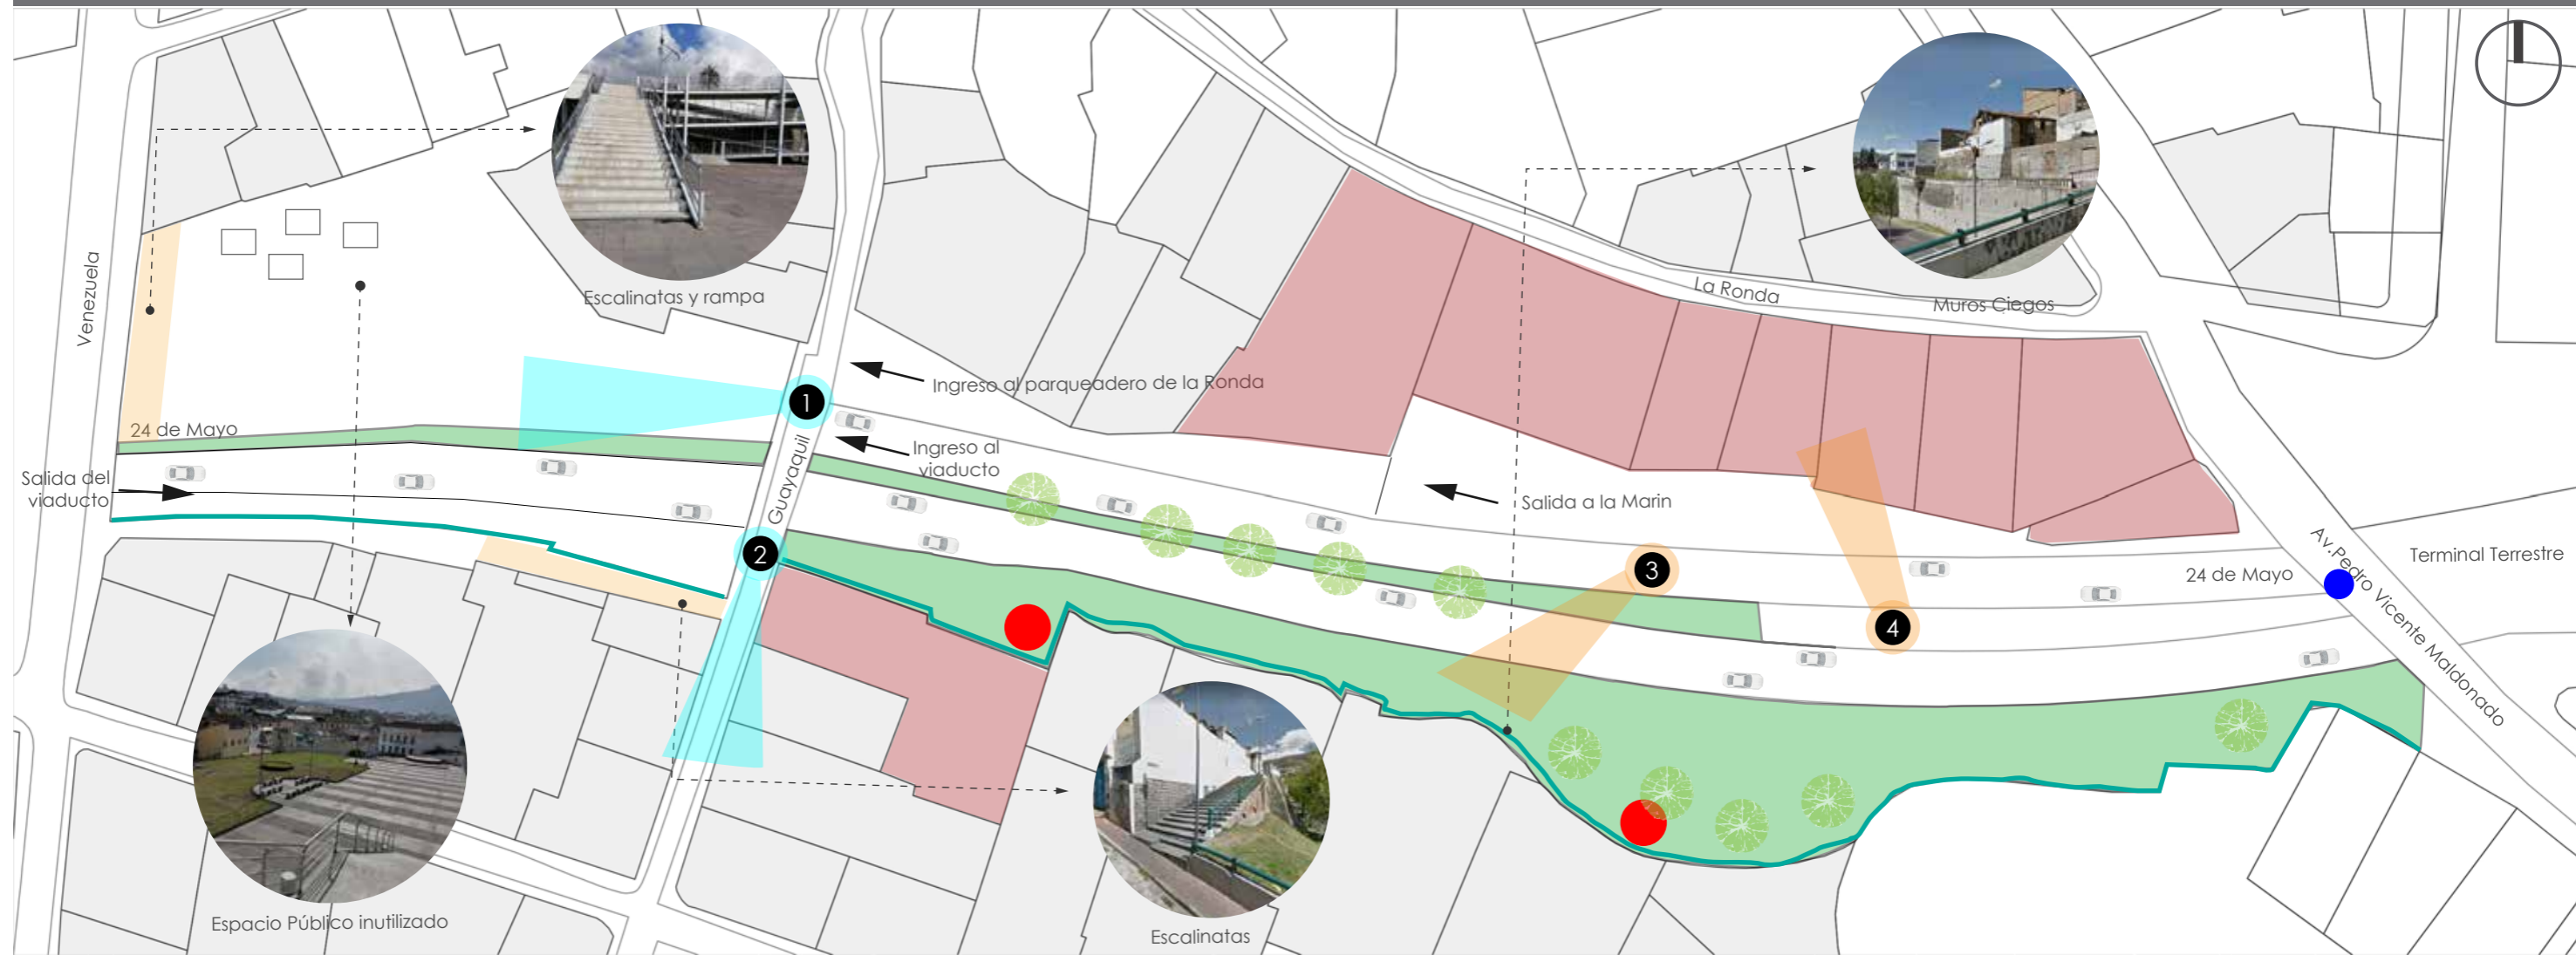 Escalinatas y rampa
Venezuela
La Ronda
Muros Ciegos
1
Ingreso al parqueadero de la Ronda
24 de Mayo
Guayaquil
Ingreso al
viaducto
Salida del
viaducto
Salida a la Marin
2
3
4
24 de Mayo
Av.Pedro Vicente Maldonado
Terminal Terrestre
Espacio Público inutilizado
Escalinatas